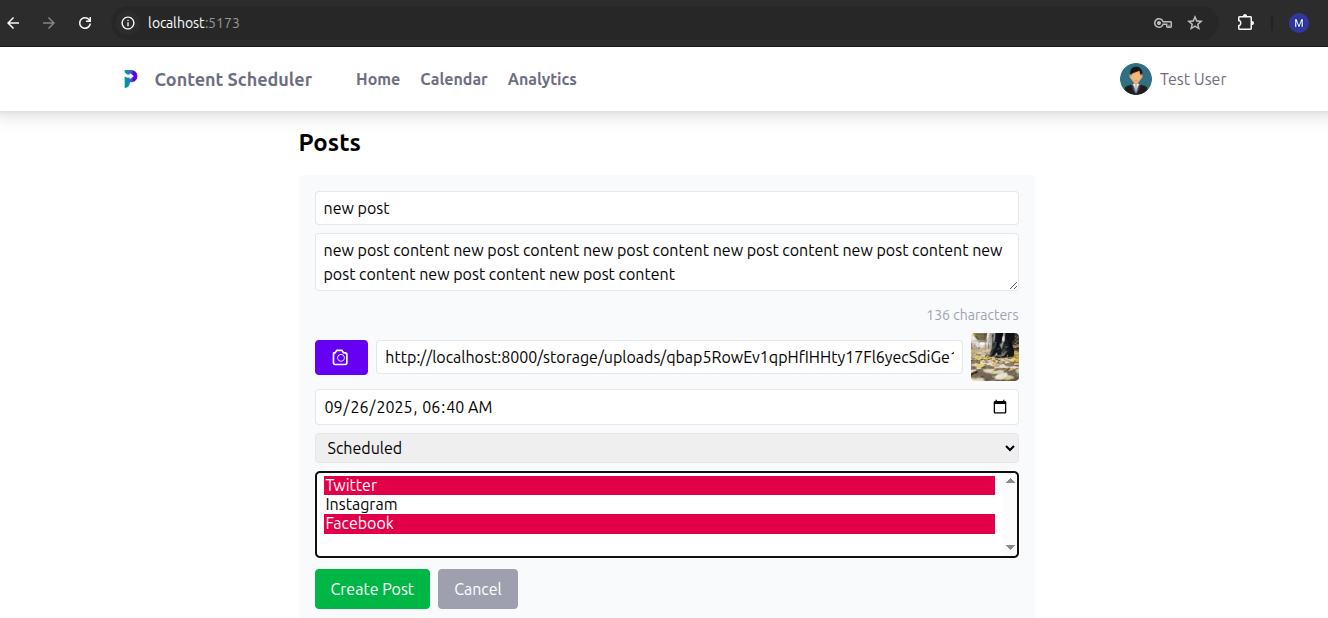 localhost:5173
M
Content Scheduler
Home Calendar Analytics
Test User
Posts
new post
new post content new post content new post content new post content new post content new
post content new post content new post content
136 characters
http://localhost:8000/storage/uploads/qbap5RowEv1qpHfIHHty17Fl6yecSdiGe1
09/26/2025, 06:40 AM
Scheduled
Twitter
Instagram
Facebook
Create Post Cancel